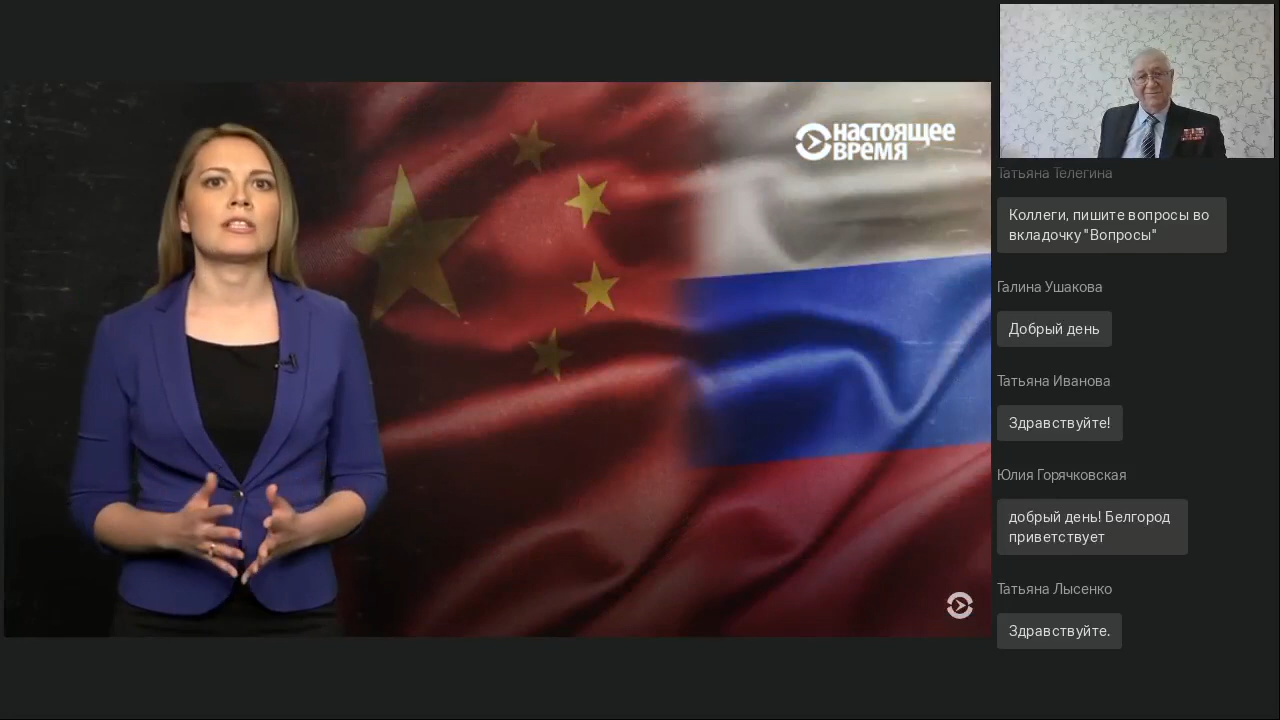 НАСТОЯЩЕЕ
ВРЕМЯ
Татьяна Телегина
Коллеги, пишите вопросы во
вкладочку "Вопросы"
Галина Ушакова
Добрый день
Татьяна Иванова
Здравствуйте!
Юлия Горячковская
добрый день! Белгород
приветствует
Татьяна Лысенко
Здравствуйте.